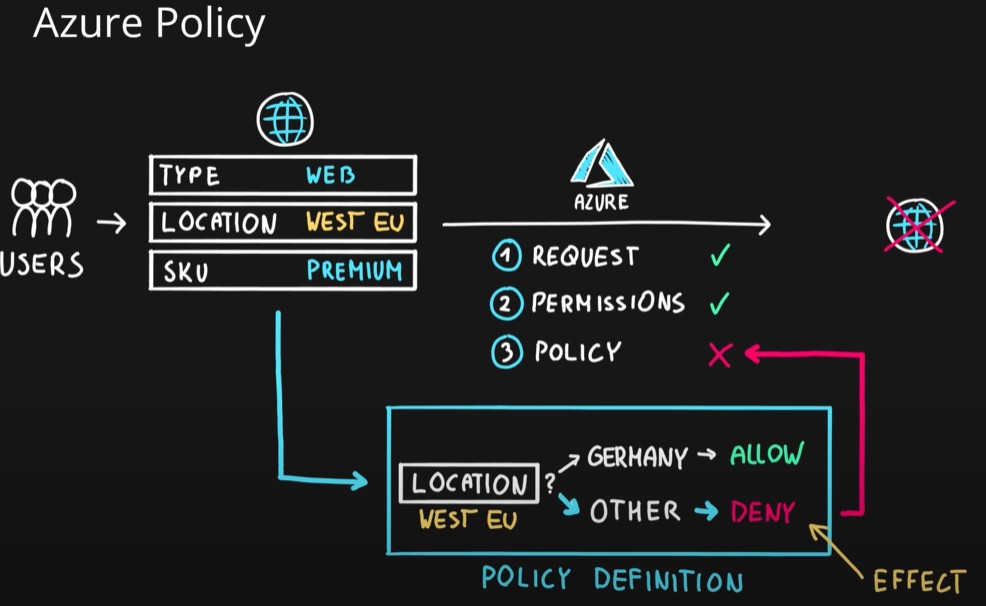 Azure Policy
USERS
TYPE WEB
LOCATION WEST EU
SKU PREMIUM
AZURE
1 REQUEST
2 PERMISSIONS
3 POLICY
LOCATION ?
WEST EU
GERMANY → ALLOW
OTHER → DENY
POLICY DEFINITION
EFFECT